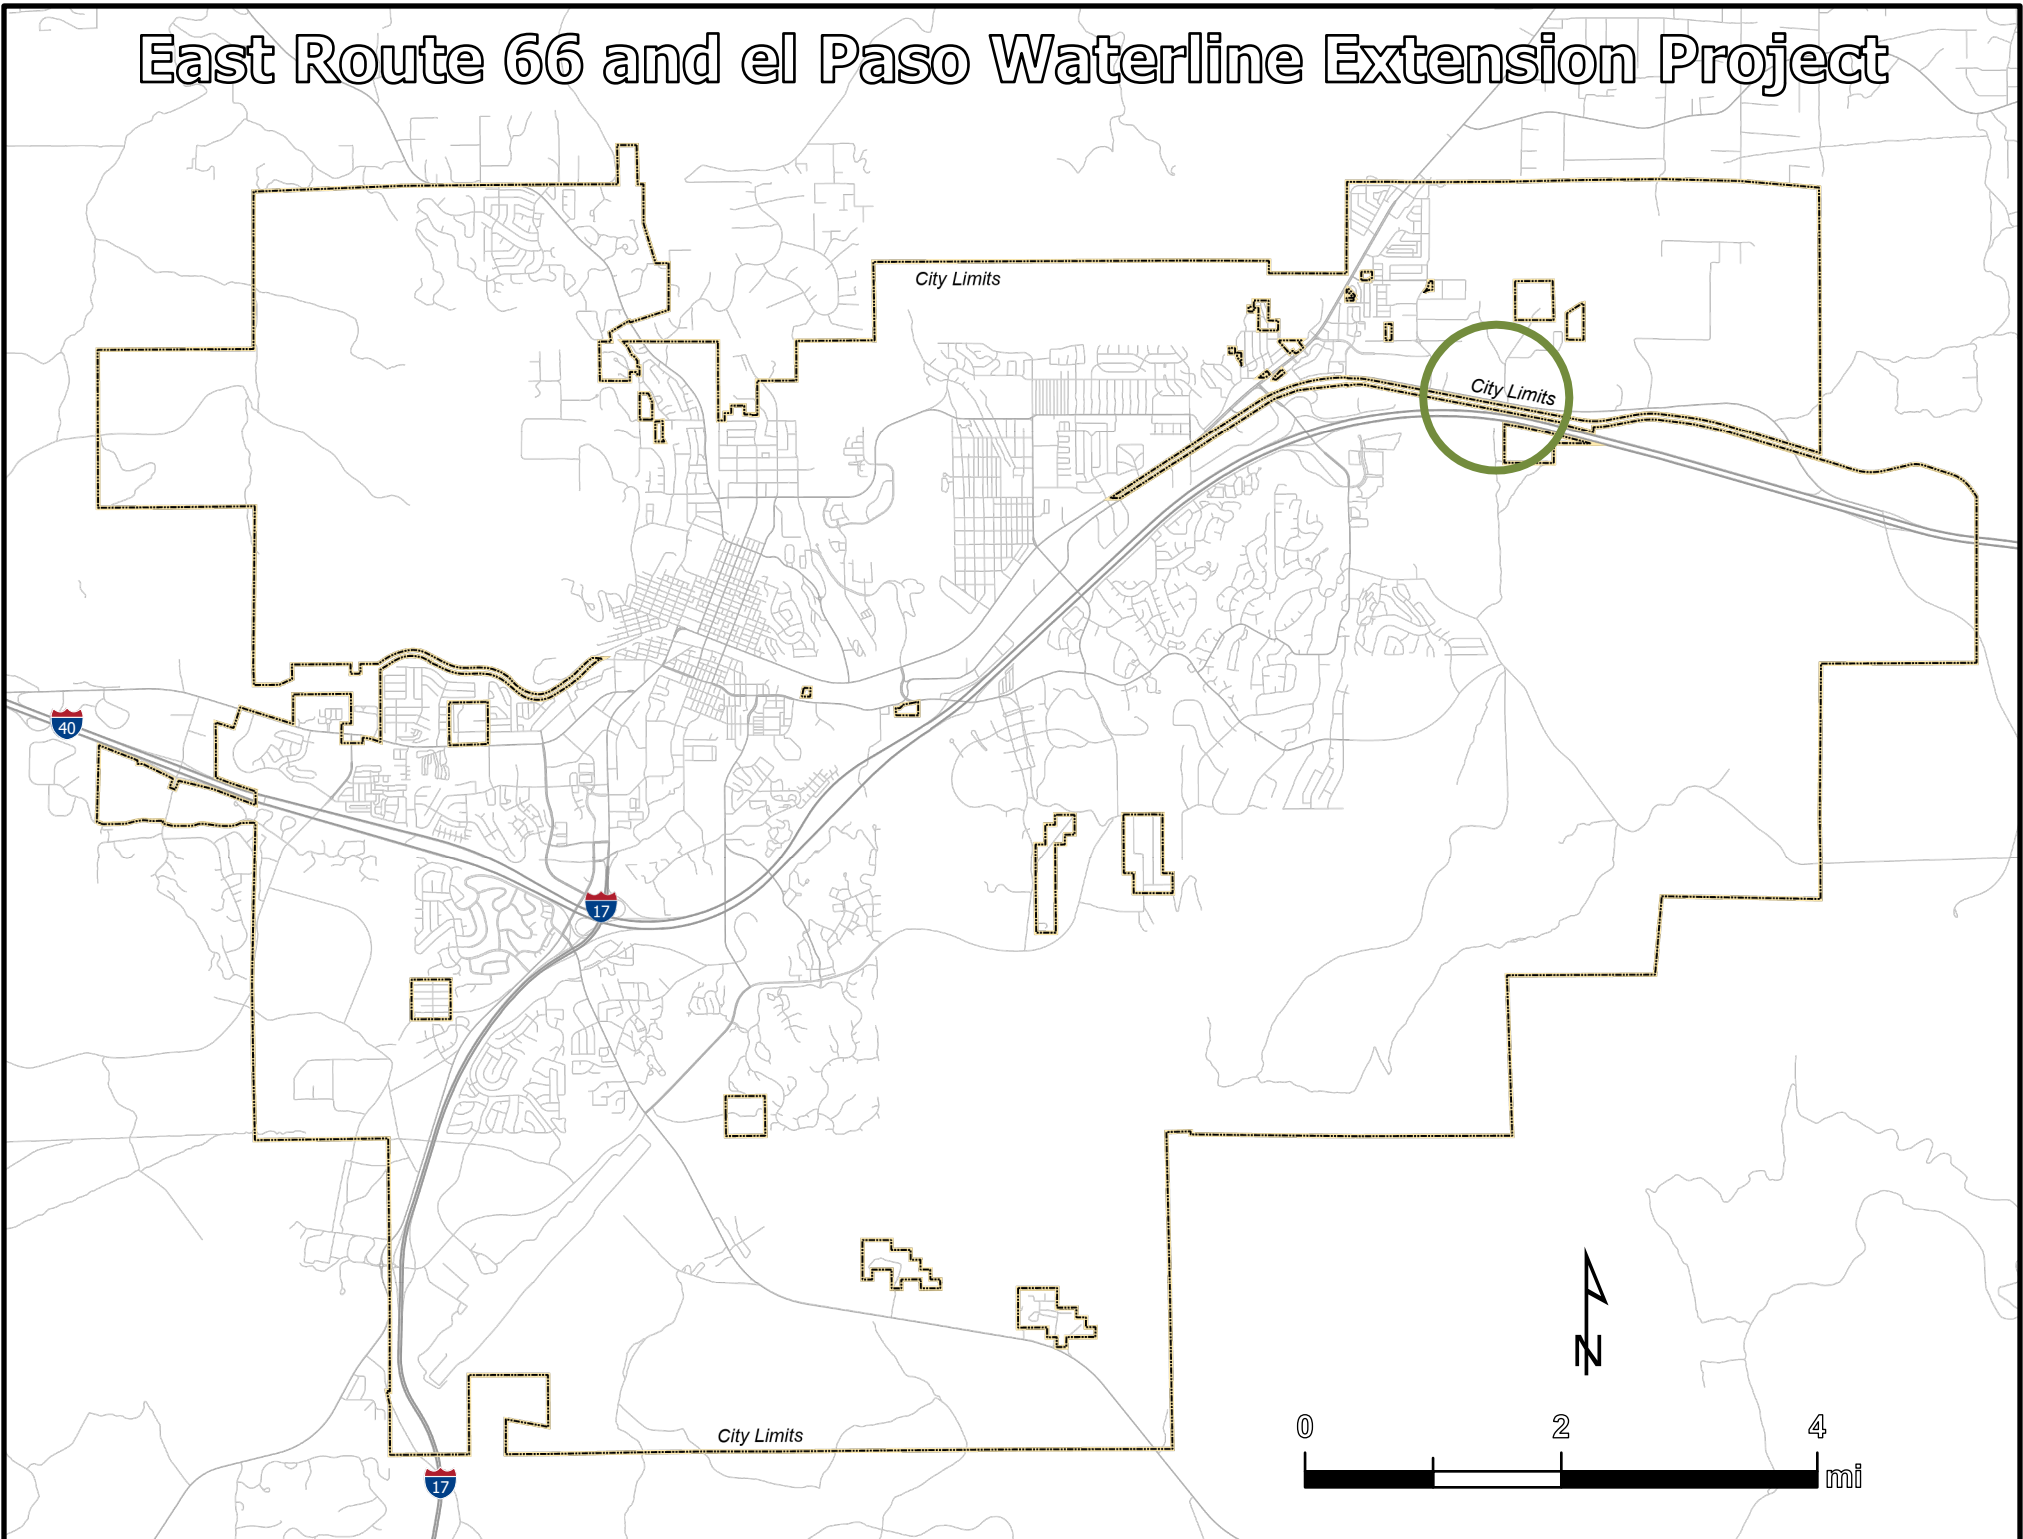 East Route 66 and el Paso Waterline Extension Project
City Limits
City Limits
40
17
City Limits
17
N
0 2 4
mi